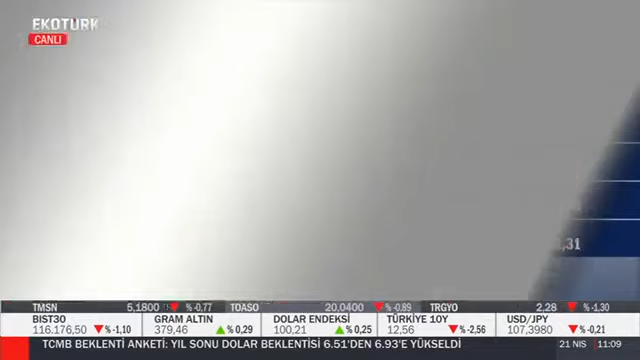 EKOTURK
CANLI
,31
TMSN 5,1800 % -0,77 TOASO 20,0400 % -0,89 TRGYO 2,28 % -1,30
BIST30 GRAM ALTIN DOLAR ENDEKSİ TÜRKİYE 10Y USD/JPY
116.176,50 % -1,10 379,46 % 0,29 100,21 % 0,25 12,56 % -2,56 107,3980 % -0,21
TCMB BEKLENTİ ANKETİ: YIL SONU DOLAR BEKLENTİSİ 6.51'DEN 6.93'E YÜKSELDİ 21 NIS 11:09